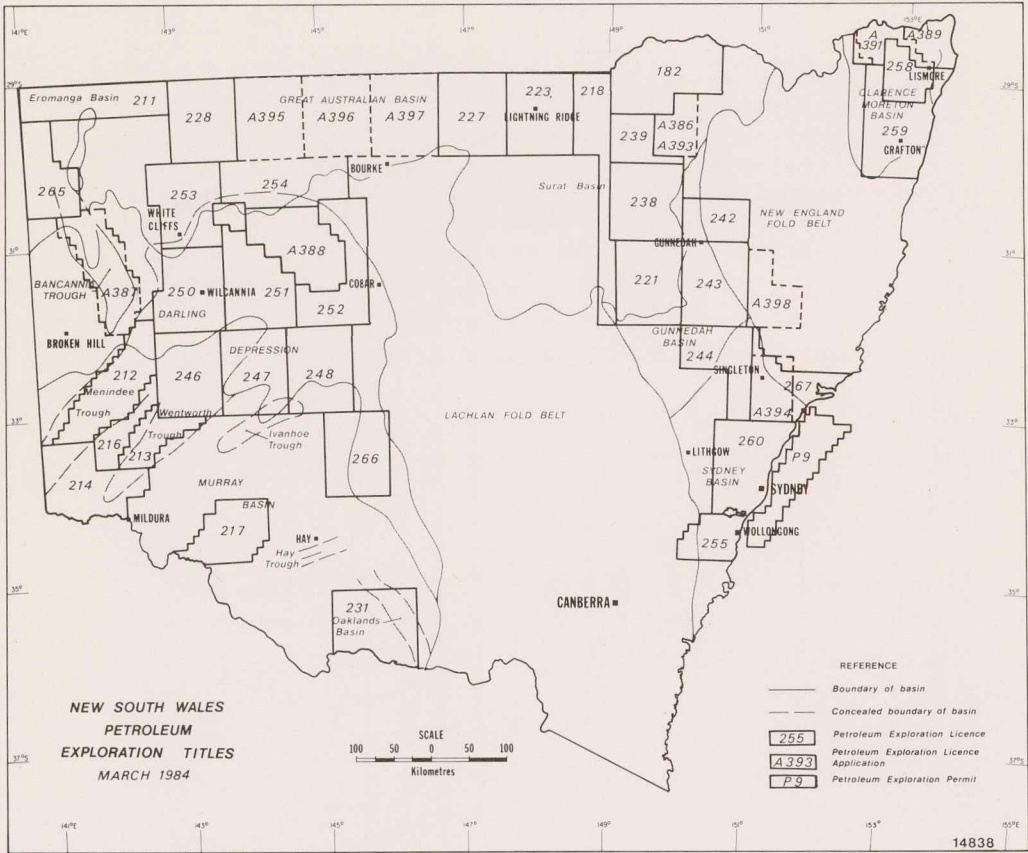 141°E
143°
145°
147°
149°
151°
153°E
29°S
29°S
Eromanga Basin
211
228
A395
GREAT AUSTRALIAN BASIN
A396
A397
227
223
LIGHTNING RIDGE
218
182
A391
A389
258
LISMORE
CLARENCE
MORETON
BASIN
259
GRAFTON
239
A386
A393
BOURKE
265
253
254
WHITE
CLIFFS
Surat Basin
238
242
NEW ENGLAND
FOLD BELT
GUNNEDAH
31°
31°
A388
BANCANNIA
TROUGH
A387
250
WILCANNIA
251
COBAR
252
DARLING
221
243
A398
BROKEN HILL
GUNNEDAH
BASIN
244
212
246
DEPRESSION
247
248
SINGLETON
267
Menindee
Trough
A394
Wentworth
Trough
LACHLAN FOLD BELT
33°
33°
216
213
Ivanhoe
Trough
266
260
P9
LITHGOW
SYDNEY
BASIN
214
MURRAY
BASIN
SYDNEY
MILDURA
217
HAY
Hay
Trough
255
WOLLONGONG
35°
35°
231
Oaklands
Basin
CANBERRA
NEW SOUTH WALES
PETROLEUM
EXPLORATION TITLES
MARCH 1984
SCALE
100 50 0 50 100
Kilometres
REFERENCE
Boundary of basin
Concealed boundary of basin
255 Petroleum Exploration Licence
A393 Petroleum Exploration Licence
Application
P9 Petroleum Exploration Permit
37°S
37°S
141°E
143°
145°
147°
149°
151°
153°
155°E
14838